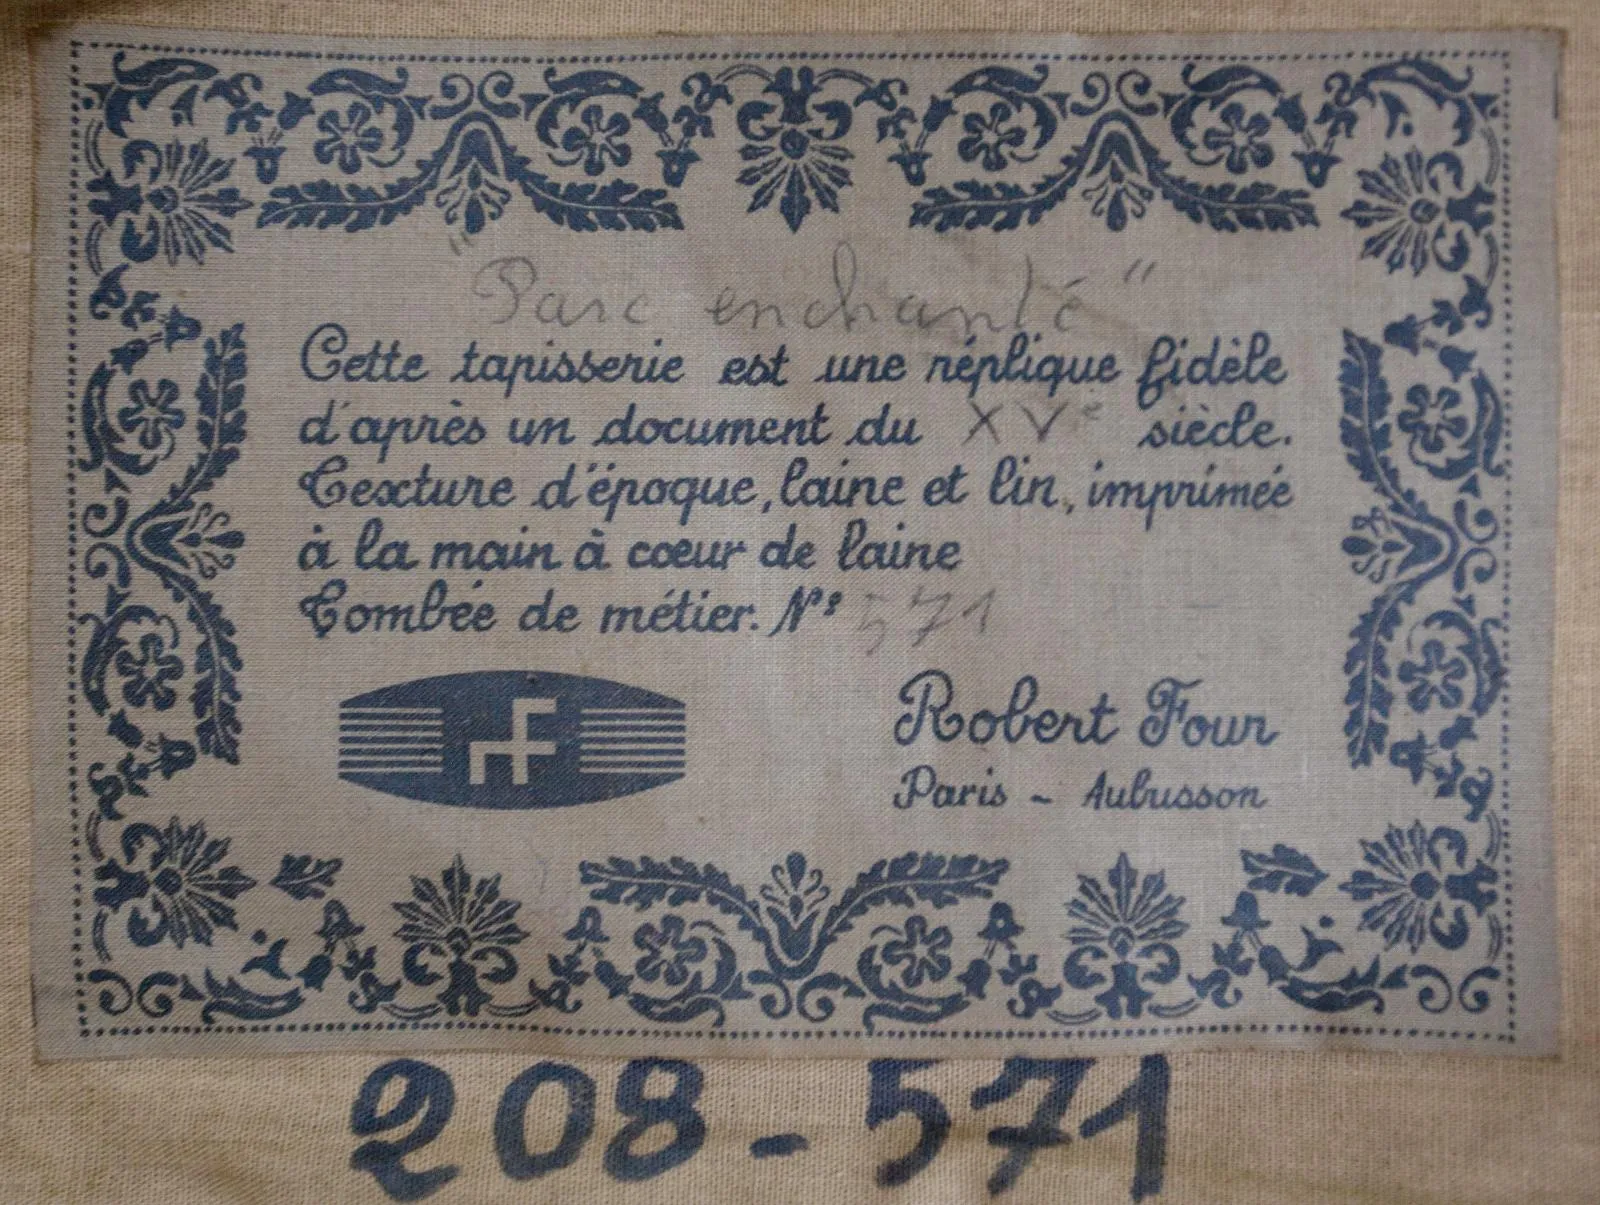 "Parc enchanté"
Cette tapisserie est une réplique fidèle
d'après un document du XVe siècle.
Texture d'époque, laine et lin, imprimée
à la main à cœur de laine
Tombée de métier. No 571
Robert Four
Paris - Aubusson
208-571